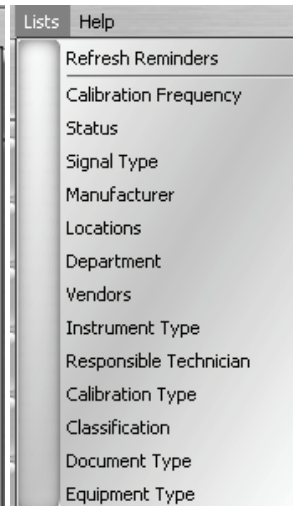 Lists Help
Refresh Reminders
Calibration Frequency
Status
Signal Type
Manufacturer
Locations
Department
Vendors
Instrument Type
Responsible Technician
Calibration Type
Classification
Document Type
Equipment Type